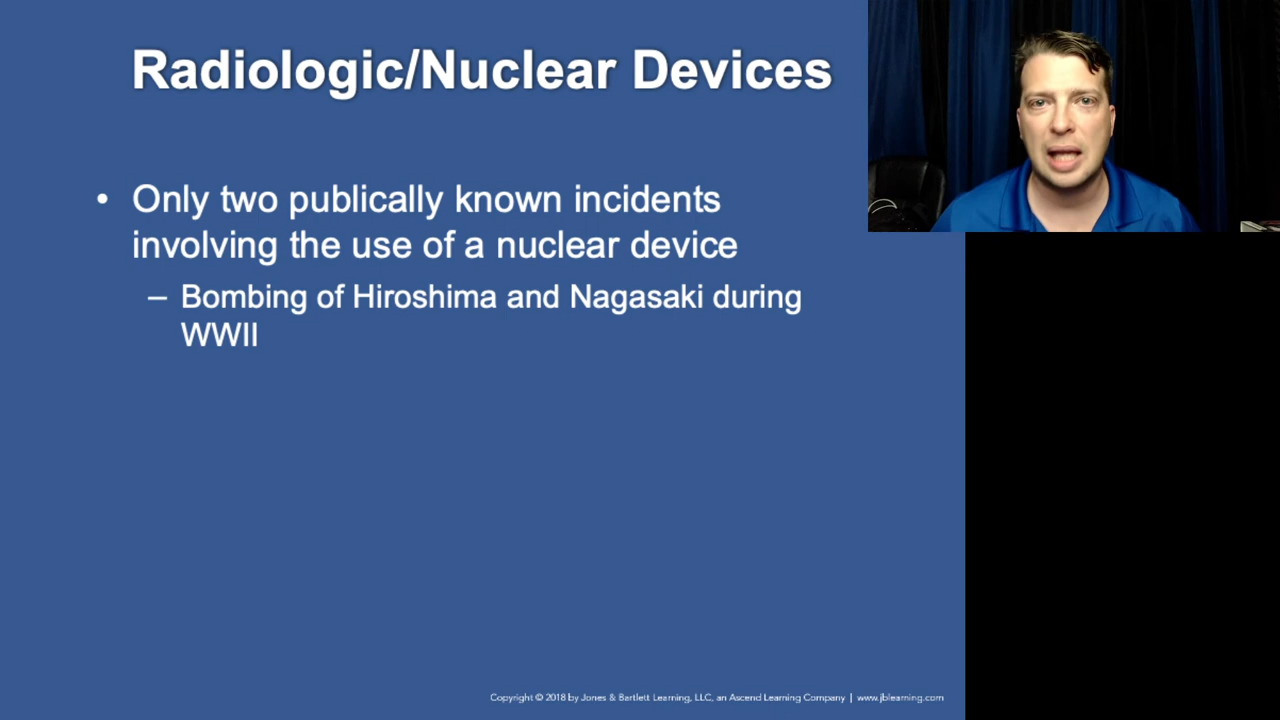 Radiologic/Nuclear Devices
• Only two publically known incidents
involving the use of a nuclear device
– Bombing of Hiroshima and Nagasaki during
WWII
Copyright © 2018 by Jones & Bartlett Learning, LLC, an Ascend Learning Company | www.jblearning.com